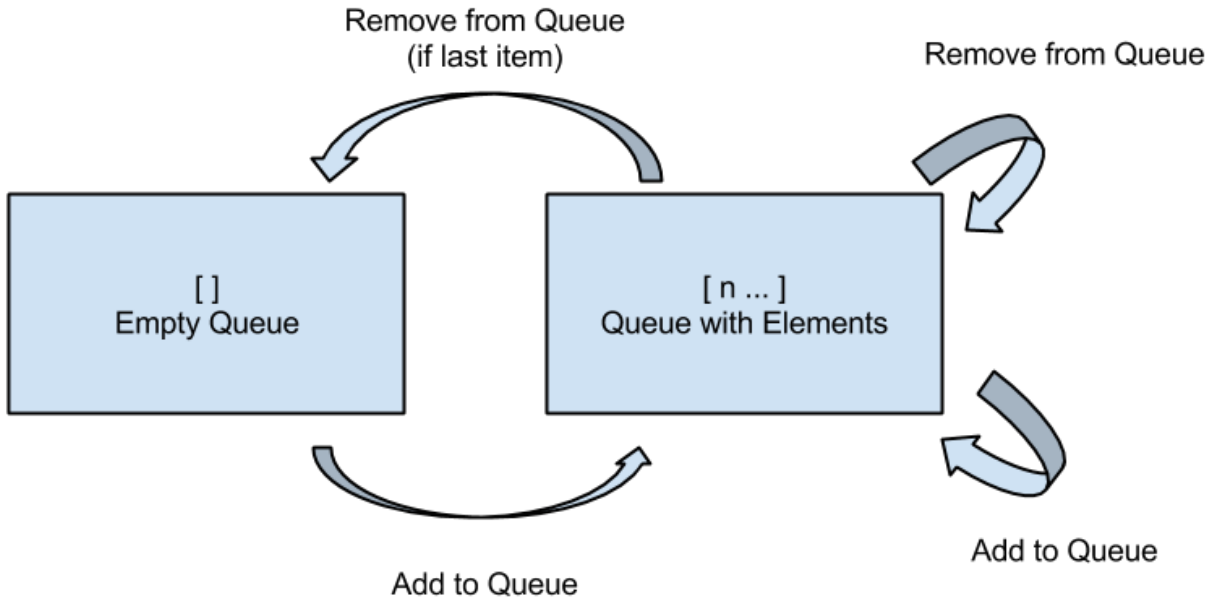 Remove from Queue
(if last item)
Remove from Queue
[ ]
Empty Queue
[ n ... ]
Queue with Elements
Add to Queue
Add to Queue